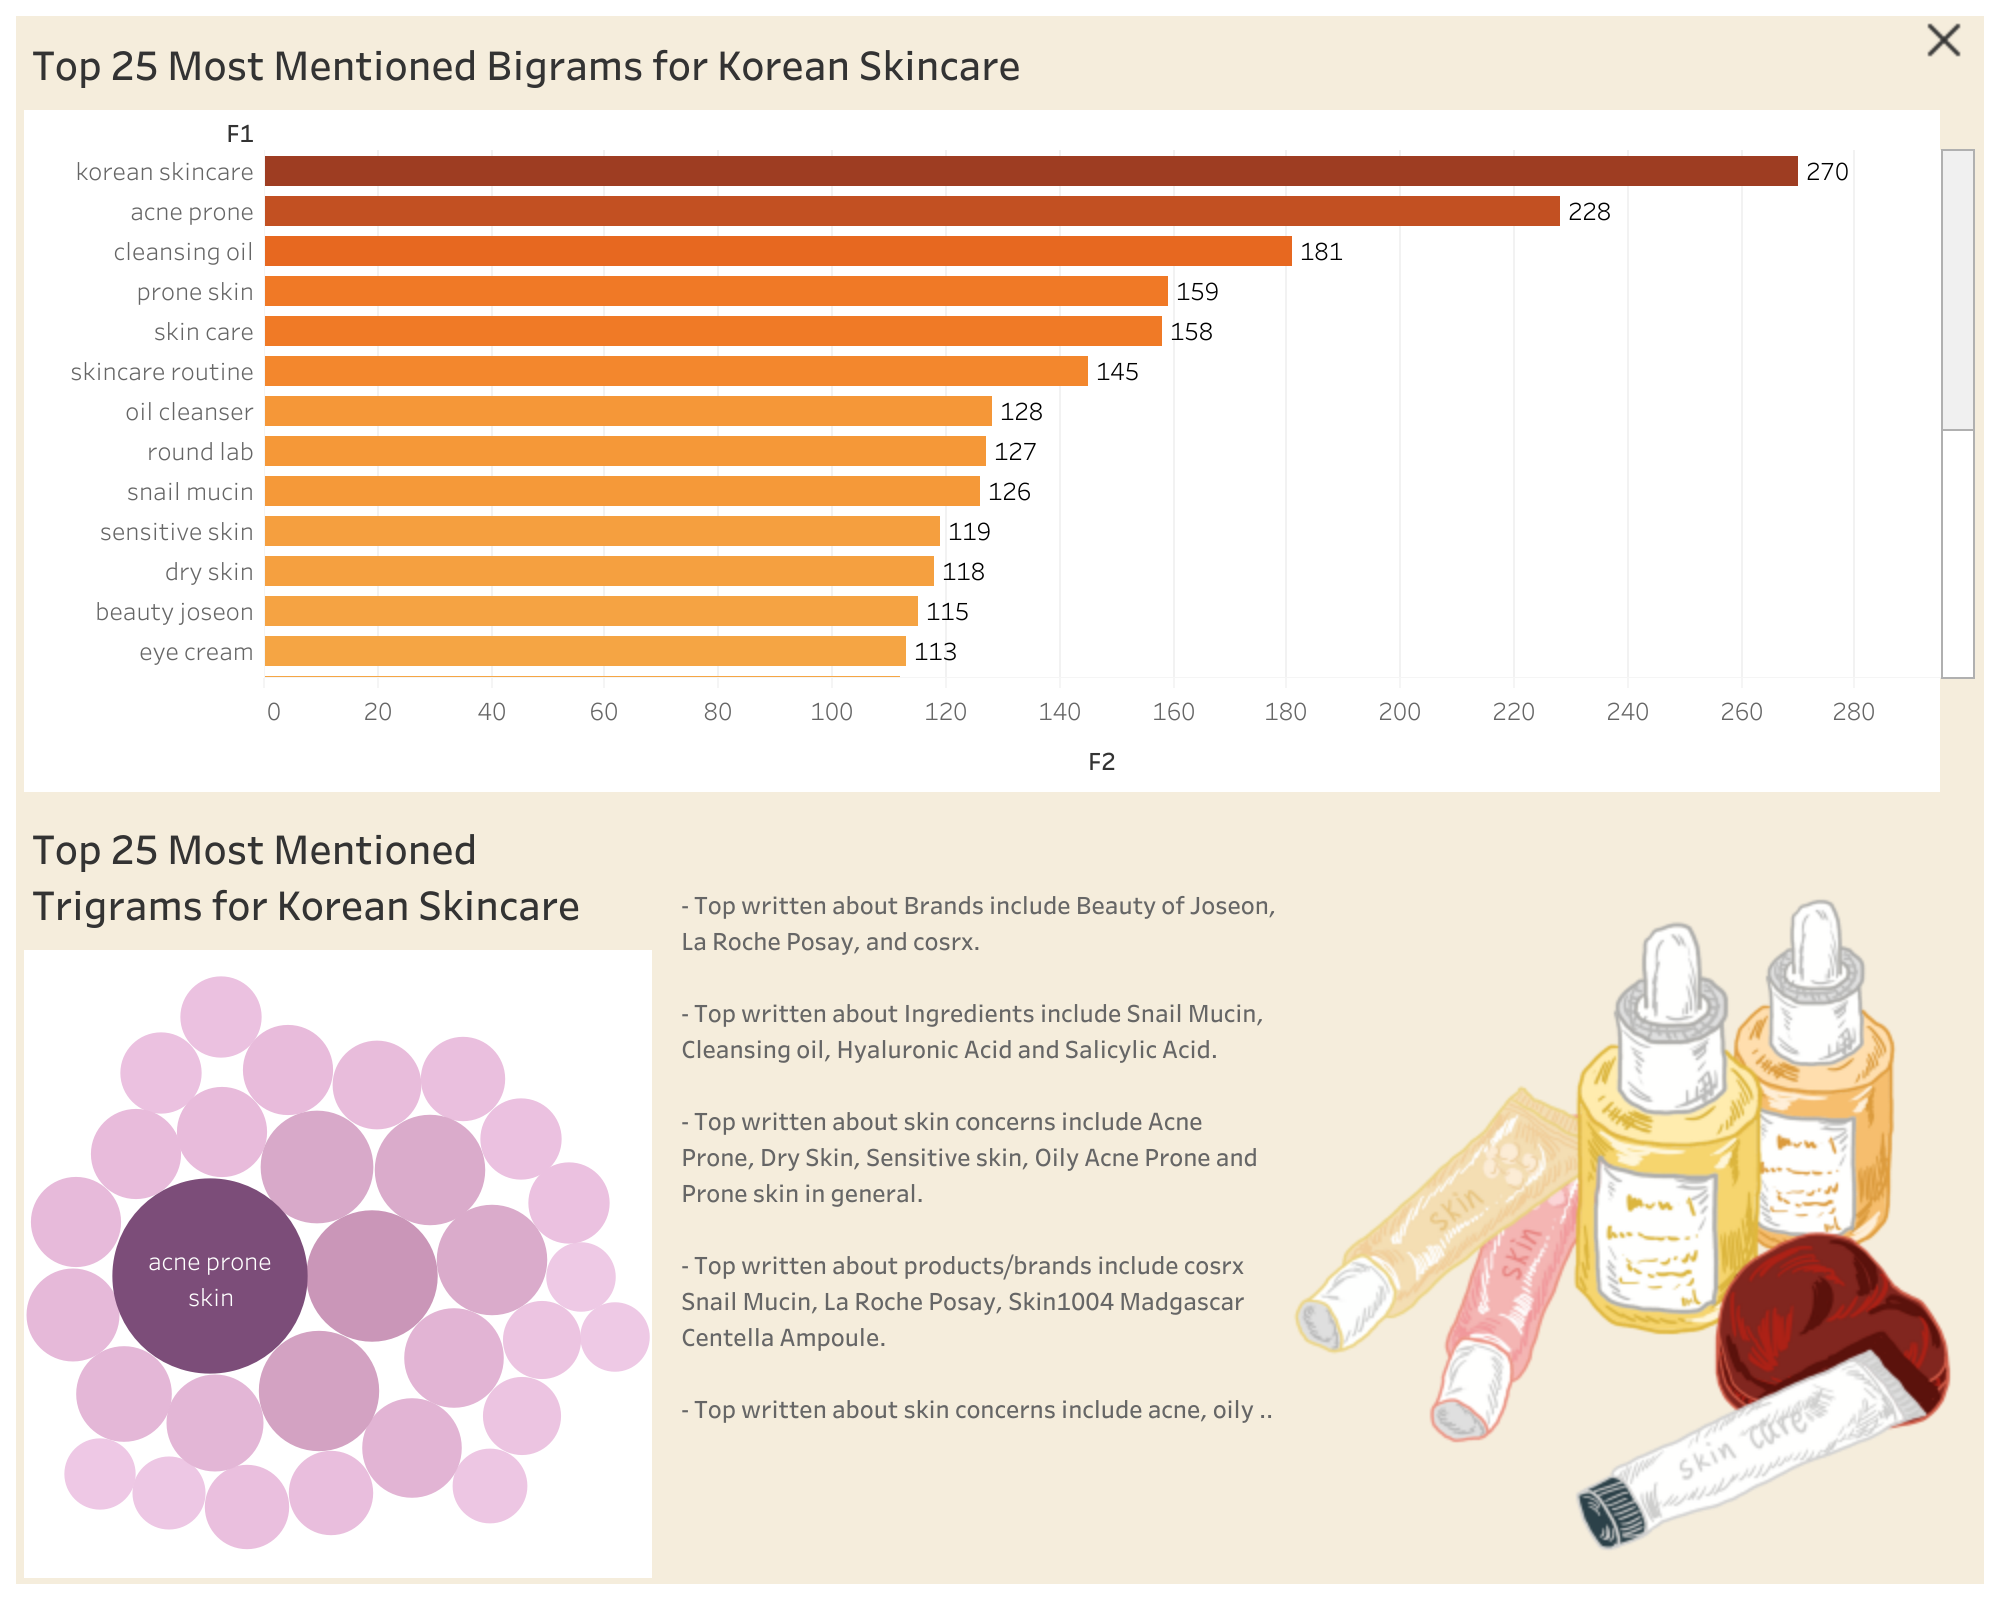 Top 25 Most Mentioned Bigrams for Korean Skincare
F1
korean skincare 270
acne prone 228
cleansing oil 181
prone skin 159
skin care 158
skincare routine 145
oil cleanser 128
round lab 127
snail mucin 126
sensitive skin 119
dry skin 118
beauty joseon 115
eye cream 113
0 20 40 60 80 100 120 140 160 180 200 220 240 260 280
F2
Top 25 Most Mentioned
Trigrams for Korean Skincare
acne prone
skin
- Top written about Brands include Beauty of Joseon,
La Roche Posay, and cosrx.
- Top written about Ingredients include Snail Mucin,
Cleansing oil, Hyaluronic Acid and Salicylic Acid.
- Top written about skin concerns include Acne
Prone, Dry Skin, Sensitive skin, Oily Acne Prone and
Prone skin in general.
- Top written about products/brands include cosrx
Snail Mucin, La Roche Posay, Skin1004 Madgascar
Centella Ampoule.
- Top written about skin concerns include acne, oily ..
skin
skin
skin care